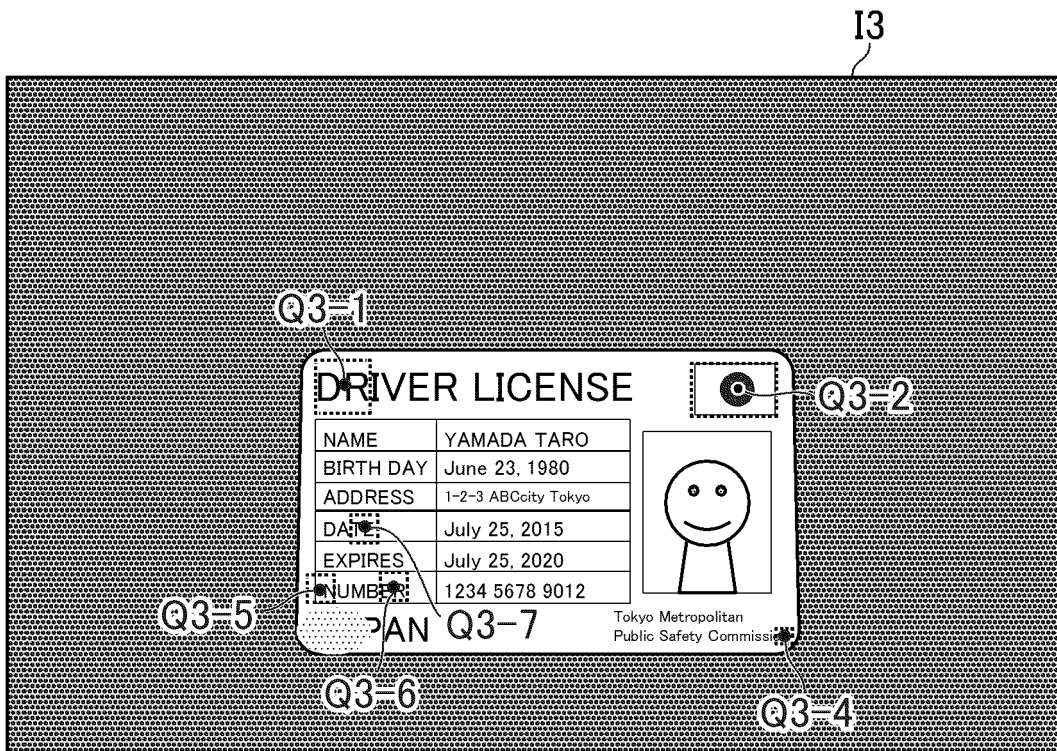 I3
Q3-1
DRIVER LICENSE
Q3-2
NAME YAMADA TARO
BIRTH DAY June 23, 1980
ADDRESS 1-2-3 ABCcity Tokyo
DATE July 25, 2015
EXPIRES July 25, 2020
NUMBER 1234 5678 9012
Q3-5
PAN
Q3-7
Tokyo Metropolitan
Public Safety Commission
Q3-6
Q3-4